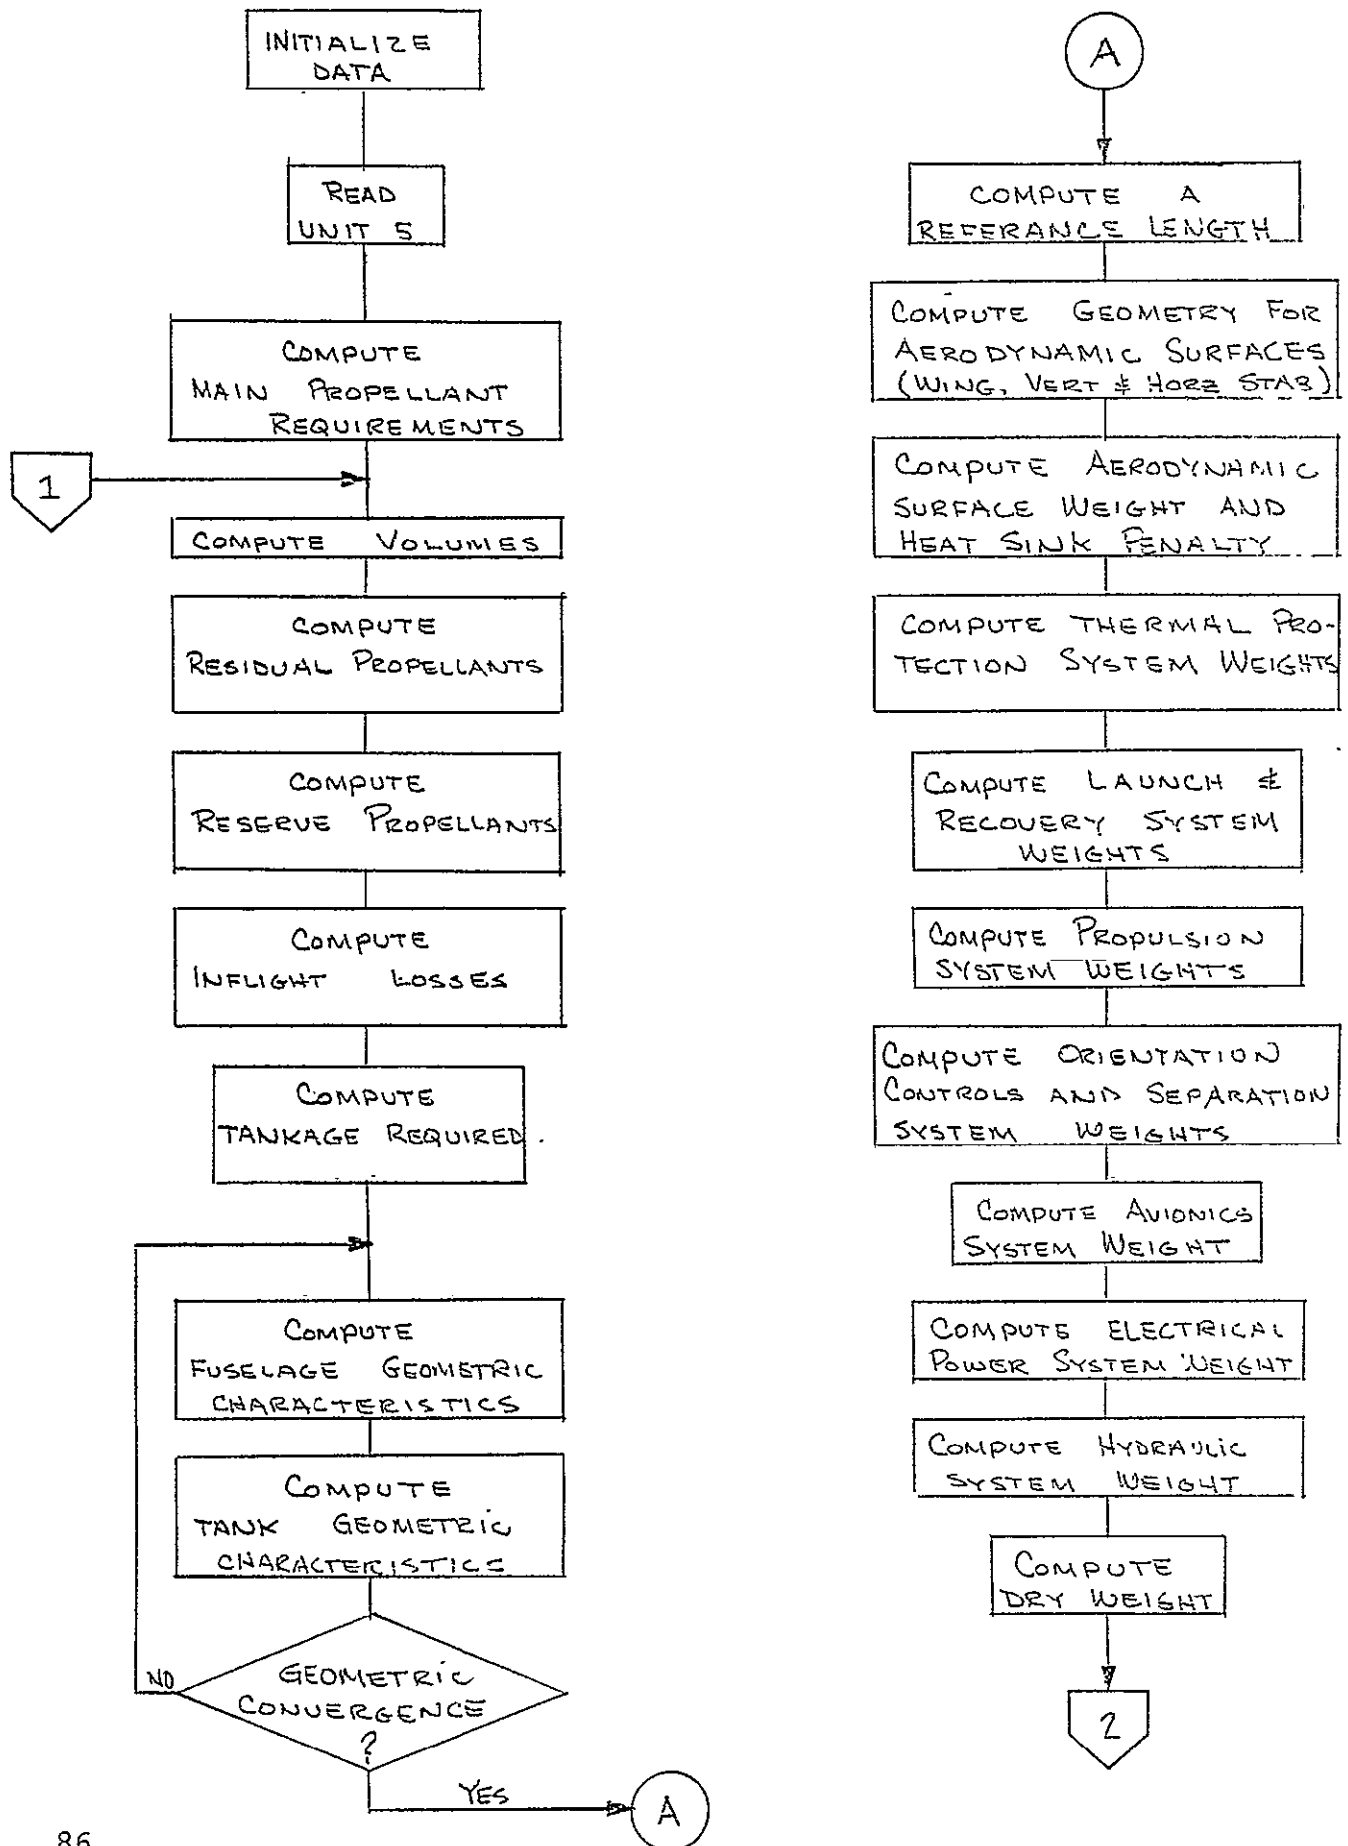 INITIALIZE
DATA
READ
UNIT 5
COMPUTE
MAIN PROPELLANT
REQUIREMENTS
1
COMPUTE VOLUMIES
COMPUTE
RESIDUAL PROPELLANTS
COMPUTE
RESERVE PROPELLANTS
COMPUTE
INFLIGHT LOSSES
COMPUTE
TANKAGE REQUIRED.
COMPUTE
FUSELAGE GEOMETRIC
CHARACTERISTICS
COMPUTE
TANK GEOMETRIC
CHARACTERISTICS
NO
GEOMETRIC
CONVERGENCE
?
YES
A
86
A
COMPUTE A
REFERANCE LENGTH
COMPUTE GEOMETRY FOR
AERODYNAMIC SURFACES
(WING, VERT & HORZ STAB)
COMPUTE AERODYNAMIC
SURFACE WEIGHT AND
HEAT SINK PENALTY
COMPUTE THERMAL PRO-
TECTION SYSTEM WEIGHTS
COMPUTE LAUNCH &
RECOVERY SYSTEM
WEIGHTS
COMPUTE PROPULSION
SYSTEM WEIGHTS
COMPUTE ORIENTATION
CONTROLS AND SEPARATION
SYSTEM WEIGHTS
COMPUTE AVIONICS
SYSTEM WEIGHT
COMPUTE ELECTRICAL
POWER SYSTEM WEIGHT
COMPUTE HYDRAULIC
SYSTEM WEIGHT
COMPUTE
DRY WEIGHT
2